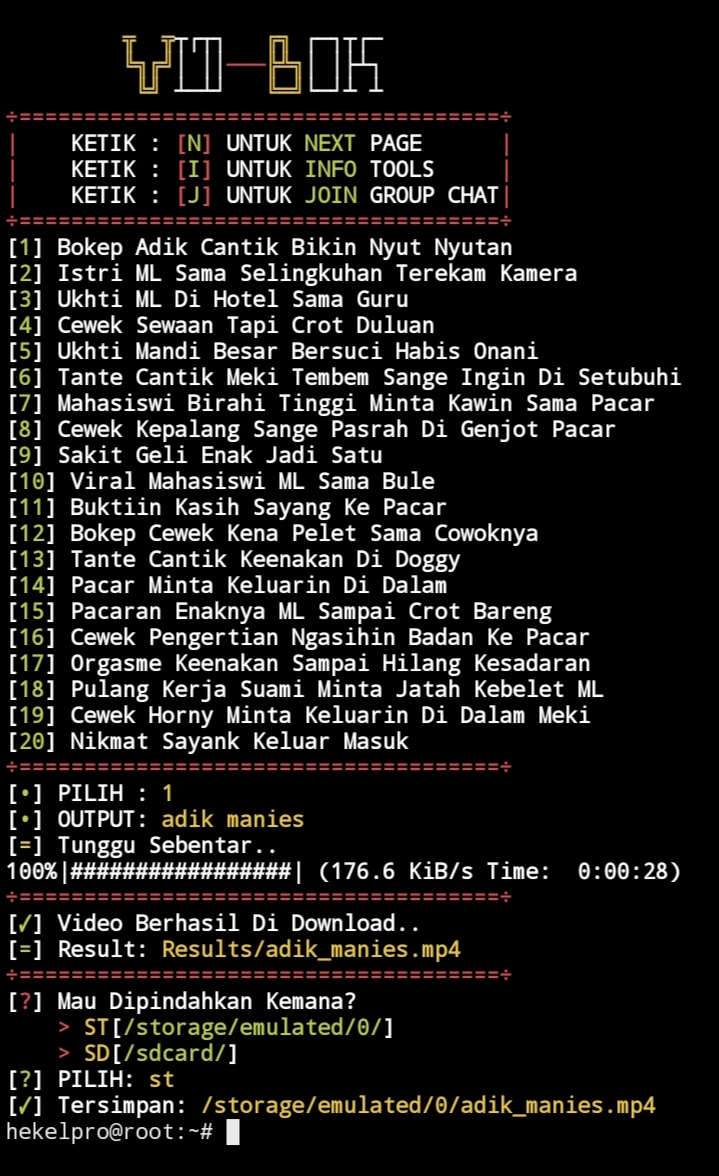 VID-BOK
÷=====================================÷
| KETIK : [N] UNTUK NEXT PAGE |
| KETIK : [I] UNTUK INFO TOOLS |
| KETIK : [J] UNTUK JOIN GROUP CHAT|
÷=====================================÷
[1] Bokep Adik Cantik Bikin Nyut Nyutan
[2] Istri ML Sama Selingkuhan Terekam Kamera
[3] Ukhti ML Di Hotel Sama Guru
[4] Cewek Sewaan Tapi Crot Duluan
[5] Ukhti Mandi Besar Bersuci Habis Onani
[6] Tante Cantik Meki Tembem Sange Ingin Di Setubuhi
[7] Mahasiswi Birahi Tinggi Minta Kawin Sama Pacar
[8] Cewek Kepalang Sange Pasrah Di Genjot Pacar
[9] Sakit Geli Enak Jadi Satu
[10] Viral Mahasiswi ML Sama Bule
[11] Buktiin Kasih Sayang Ke Pacar
[12] Bokep Cewek Kena Pelet Sama Cowoknya
[13] Tante Cantik Keenakan Di Doggy
[14] Pacar Minta Keluarin Di Dalam
[15] Pacaran Enaknya ML Sampai Crot Bareng
[16] Cewek Pengertian Ngasihin Badan Ke Pacar
[17] Orgasme Keenakan Sampai Hilang Kesadaran
[18] Pulang Kerja Suami Minta Jatah Kebelet ML
[19] Cewek Horny Minta Keluarin Di Dalam Meki
[20] Nikmat Sayank Keluar Masuk
÷=====================================÷
[•] PILIH : 1
[•] OUTPUT: adik manies
[=] Tunggu Sebentar..
100%|#################| (176.6 KiB/s Time:  0:00:28)
÷=====================================÷
[✓] Video Berhasil Di Download..
[=] Result: Results/adik_manies.mp4
÷=====================================÷
[?] Mau Dipindahkan Kemana?
> ST[/storage/emulated/0/]
> SD[/sdcard/]
[?] PILIH: st
[✓] Tersimpan: /storage/emulated/0/adik_manies.mp4
hekelpro@root:~#